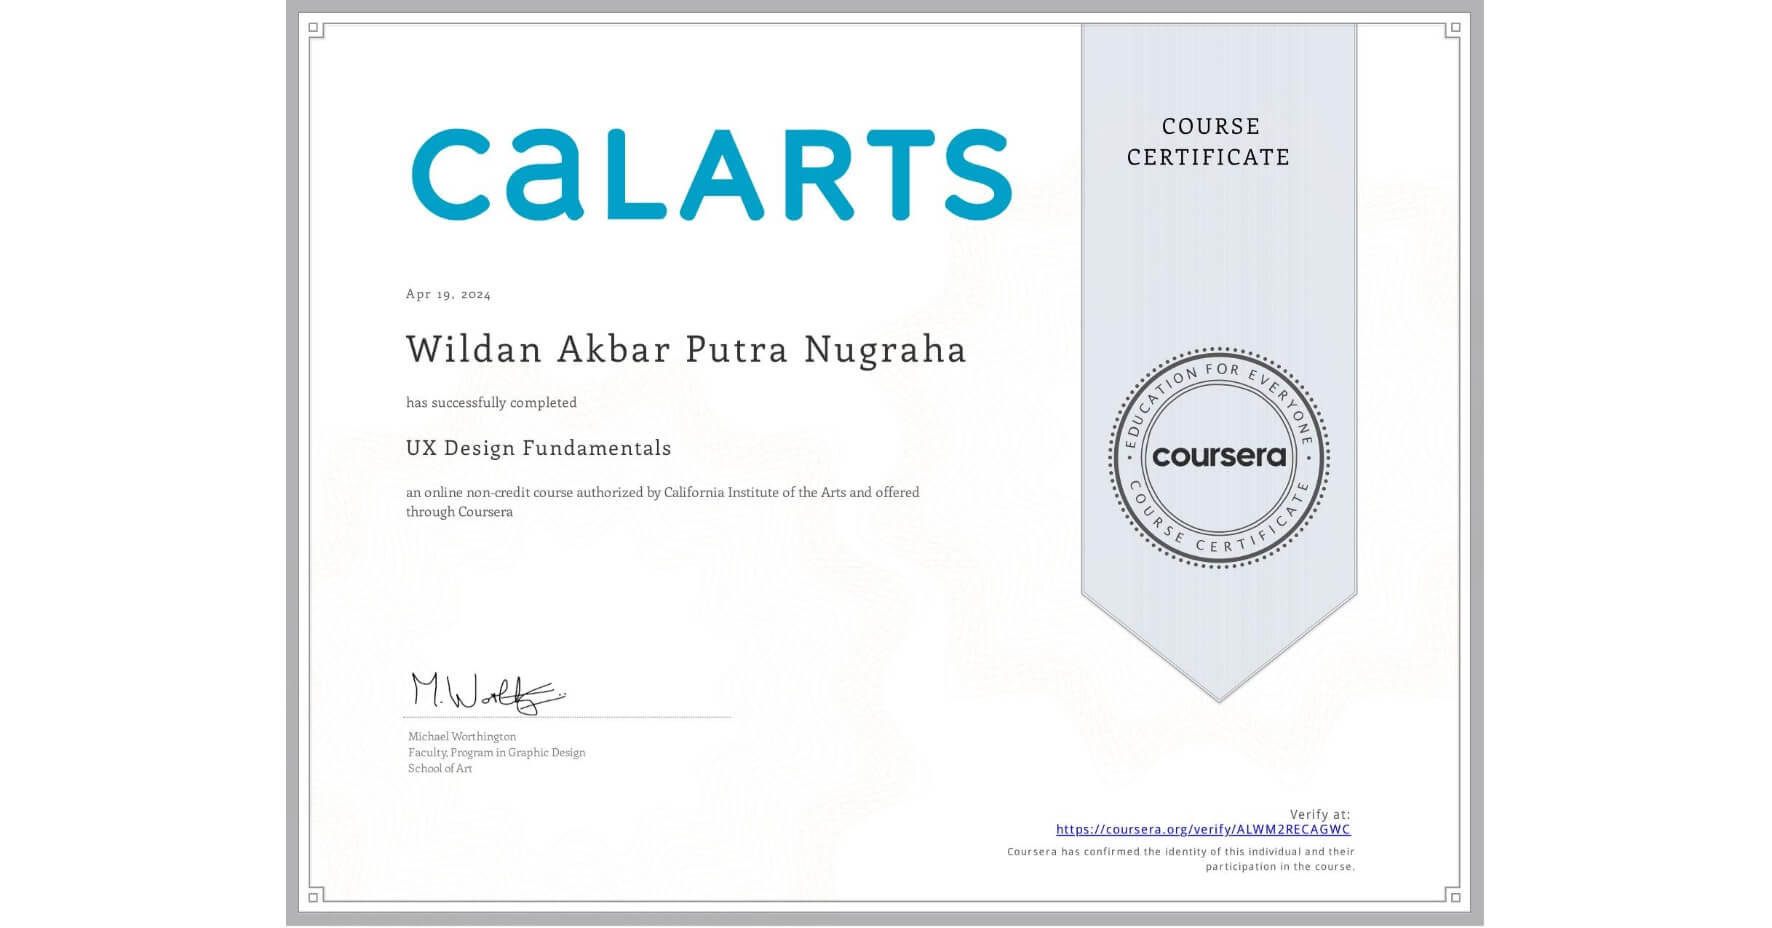 CALARTS
COURSE
CERTIFICATE
Apr 19, 2024
Wildan Akbar Putra Nugraha
has successfully completed
UX Design Fundamentals
an online non-credit course authorized by California Institute of the Arts and offered
through Coursera
EDUCATION FOR EVERYONE
coursera
COURSE CERTIFICATE
M. Worth
Michael Worthington
Faculty, Program in Graphic Design
School of Art
Verify at:
https://coursera.org/verify/ALWM2RECAGWC
Coursera has confirmed the identity of this individual and their
participation in the course.